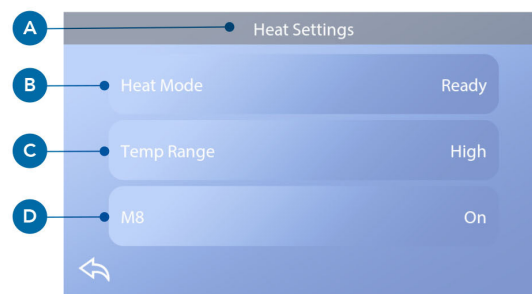 A Heat Settings
B Heat Mode Ready
C Temp Range High
D M8 On